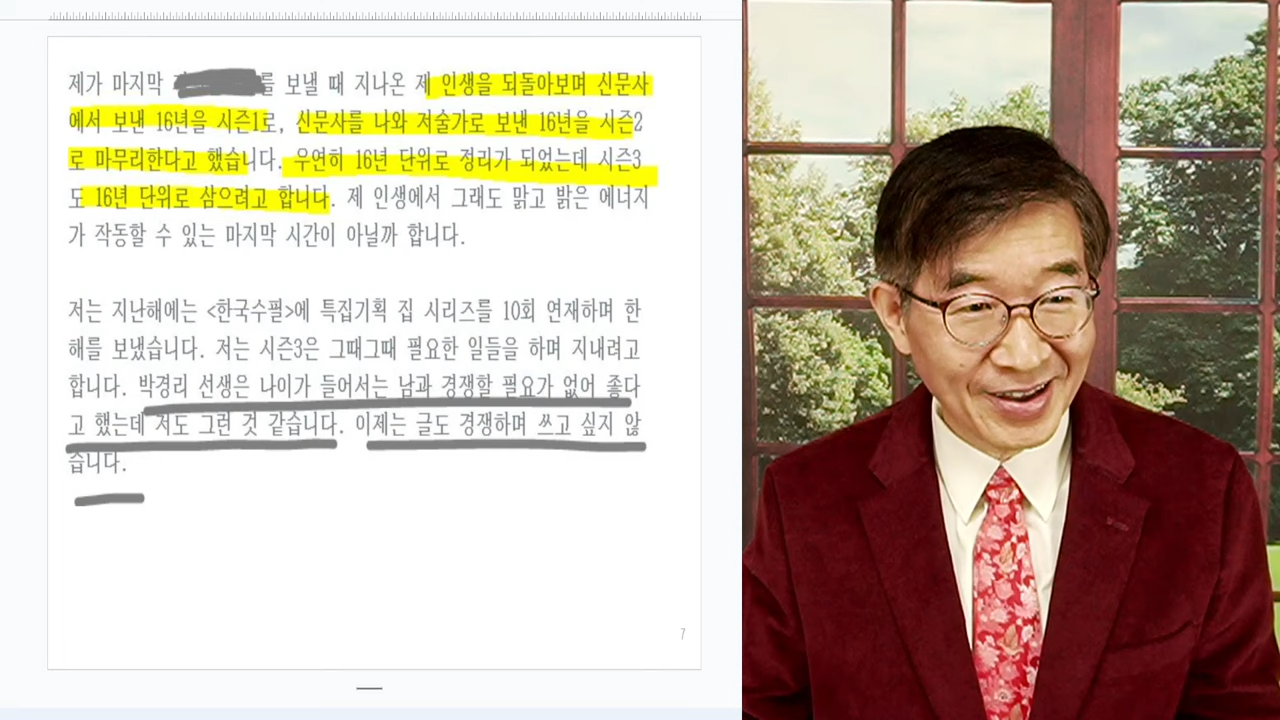 제가 마지막 를 보낼 때 지나온 제 인생을 되돌아보며 신문사
에서 보낸 16년을 시즌1로, 신문사를 나와 저술가로 보낸 16년을 시즌2
로 마무리한다고 했습니다. 우연히 16년 단위로 정리가 되었는데 시즌3
도 16년 단위로 삼으려고 합니다. 제 인생에서 그래도 맑고 밝은 에너지
가 작동할 수 있는 마지막 시간이 아닐까 합니다.
저는 지난해에는 <한국수필>에 특집기획 집 시리즈를 10회 연재하며 한
해를 보냈습니다. 저는 시즌3은 그때그때 필요한 일들을 하며 지내려고
합니다. 박경리 선생은 나이가 들어서는 남과 경쟁할 필요가 없어 좋다
고 했는데 저도 그런 것 같습니다. 이제는 글도 경쟁하며 쓰고 싶지 않
습니다.
7